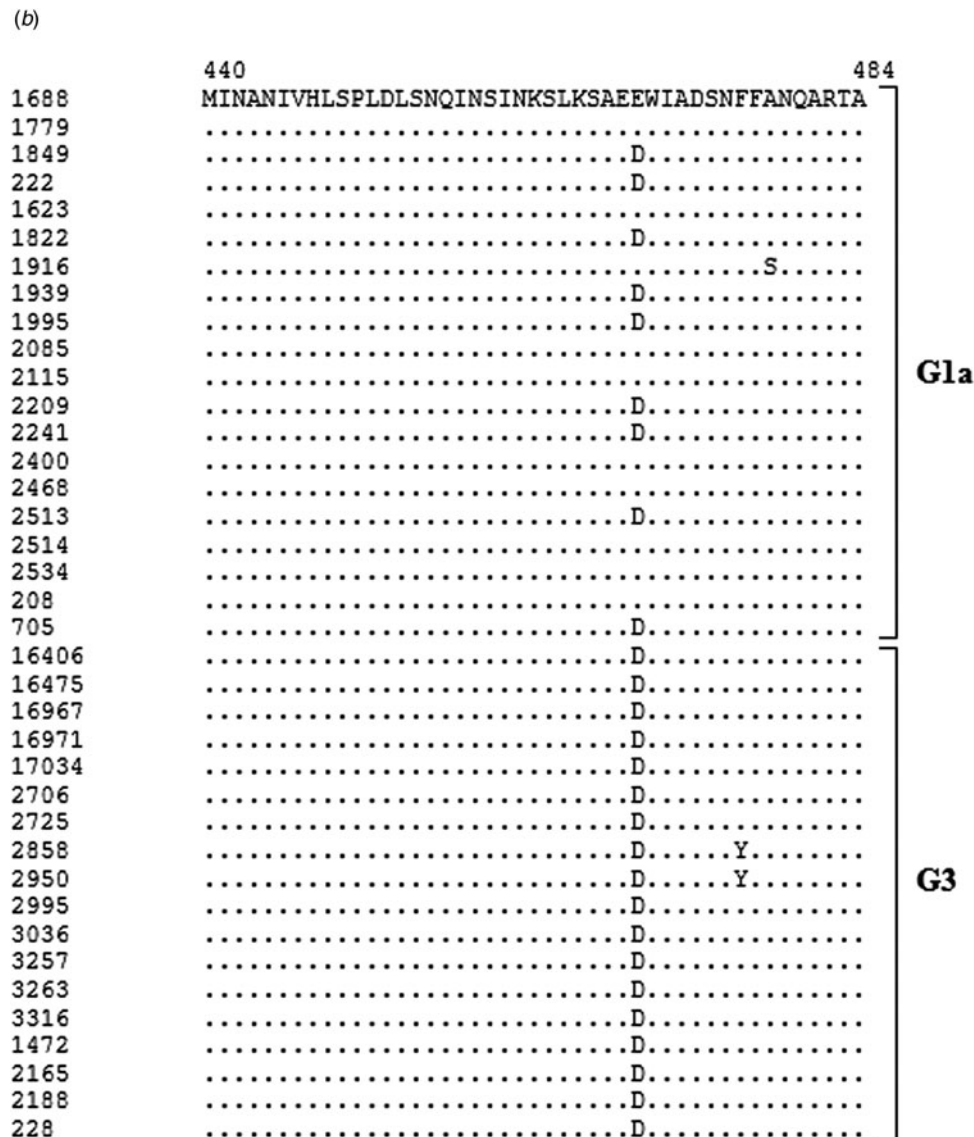 (b)
440 484
1688 MINANIVHLSPLDLSNQINSINKSLKSAEEWIADSNFFANQARTA
1779 .............................................
1849 .............................D...............
222 .............................D...............
1623 .............................................
1822 .............................D...............
1916 ......................................S......
1939 .............................D...............
1995 .............................D...............
2085 .............................................
2115 .............................................
G1a
2209 .............................D...............
2241 .............................D...............
2400 .............................................
2468 .............................................
2513 .............................D...............
2514 .............................................
2534 .............................................
208 .............................................
705 .............................D...............
16406 .............................D...............
16475 .............................D...............
16967 .............................D...............
16971 .............................D...............
17034 .............................D...............
2706 .............................D...............
2725 .............................D...............
2858 .............................D......Y........
2950 .............................D......Y........
G3
2995 .............................D...............
3036 .............................D...............
3257 .............................D...............
3263 .............................D...............
3316 .............................D...............
1472 .............................D...............
2165 .............................D...............
2188 .............................D...............
228 .............................D...............